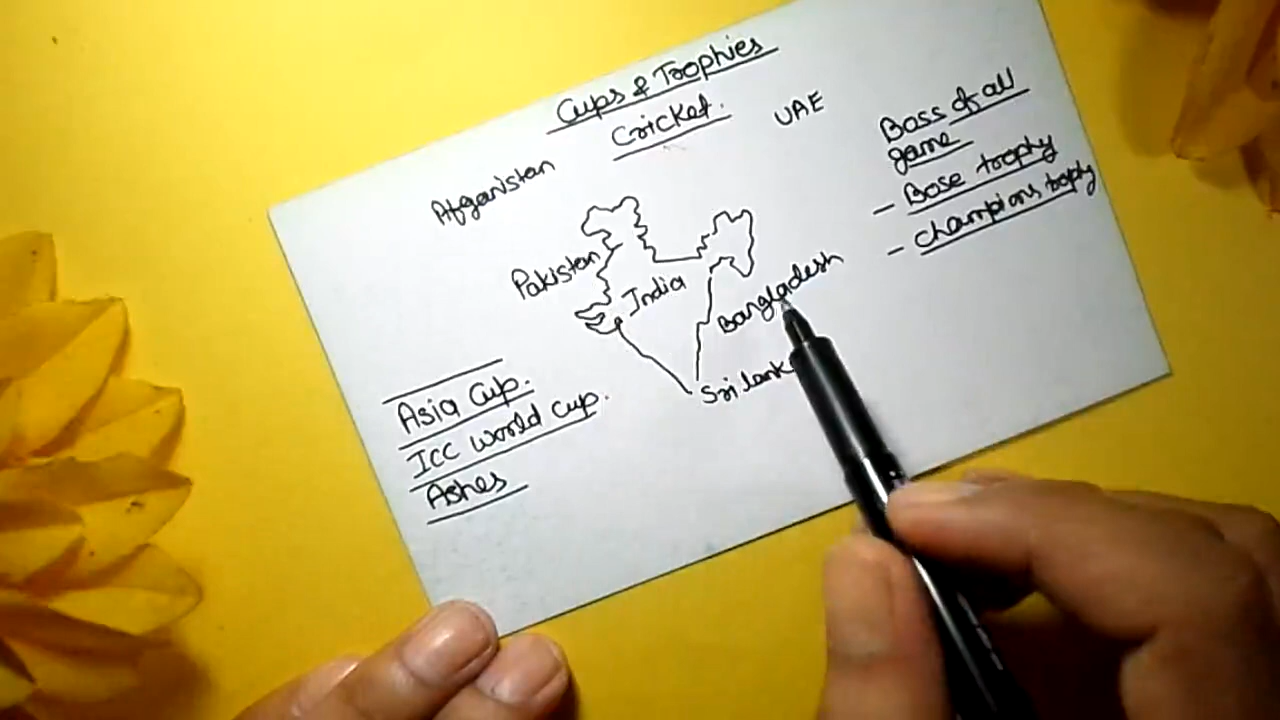 Cups & Trophies
Cricket.
UAE
Afganistan
Pakistan
India
Bangladesh
Sri lank
Asia Cup.
ICC World Cup.
Ashes
Boss of all
game
- Bose trophy
- Champions trophy